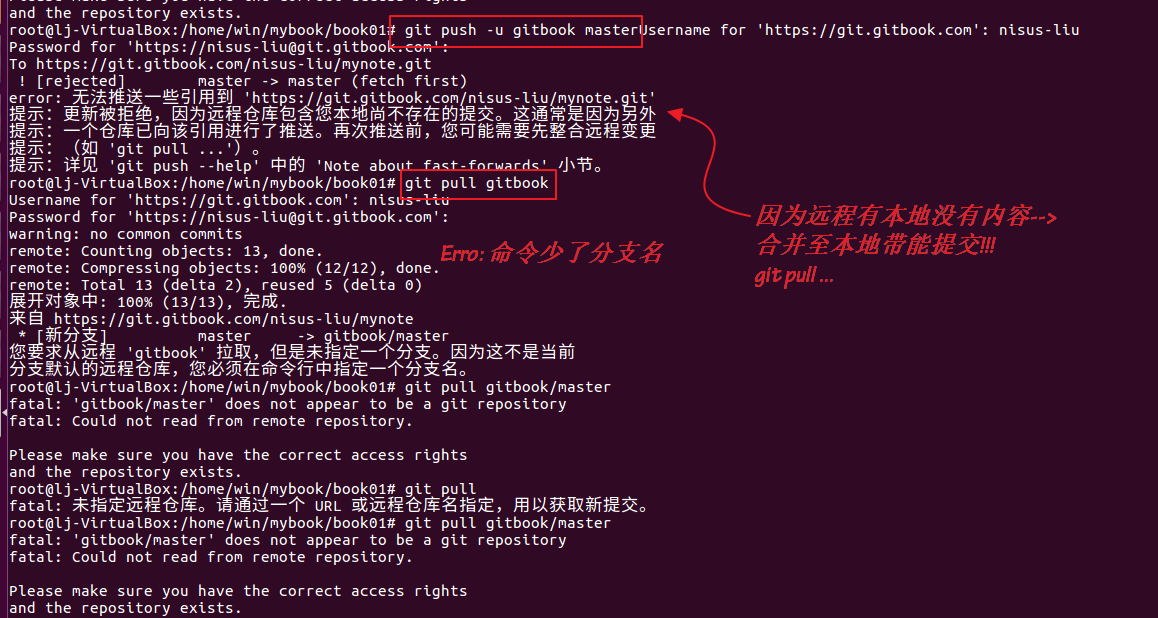 Please make sure you have the correct access rights
and the repository exists.
root@lj-VirtualBox:/home/win/mybook/book01# git push -u gitbook masterUsername for 'https://git.gitbook.com': nisus-liu
Password for 'https://nisus-liu@git.gitbook.com':
To https://git.gitbook.com/nisus-liu/mynote.git
 ! [rejected]        master -> master (fetch first)
error: 无法推送一些引用到 'https://git.gitbook.com/nisus-liu/mynote.git'
提示：更新被拒绝，因为远程仓库包含您本地尚不存在的提交。这通常是因为另外
提示：一个仓库已向该引用进行了推送。再次推送前，您可能需要先整合远程变更
提示：（如 'git pull ...'）。
提示：详见 'git push --help' 中的 'Note about fast-forwards' 小节。
root@lj-VirtualBox:/home/win/mybook/book01# git pull gitbook
Username for 'https://git.gitbook.com': nisus-liu
Password for 'https://nisus-liu@git.gitbook.com':
warning: no common commits
remote: Counting objects: 13, done.
remote: Compressing objects: 100% (12/12), done.
remote: Total 13 (delta 2), reused 5 (delta 0)
展开对象中: 100% (13/13), 完成.
来自 https://git.gitbook.com/nisus-liu/mynote
 * [新分支]          master     -> gitbook/master
您要求从远程 'gitbook' 拉取，但是未指定一个分支。因为这不是当前
分支默认的远程仓库，您必须在命令行中指定一个分支名。
root@lj-VirtualBox:/home/win/mybook/book01# git pull gitbook/master
fatal: 'gitbook/master' does not appear to be a git repository
fatal: Could not read from remote repository.
Please make sure you have the correct access rights
and the repository exists.
root@lj-VirtualBox:/home/win/mybook/book01# git pull
fatal: 未指定远程仓库。请通过一个 URL 或远程仓库名指定，用以获取新提交。
root@lj-VirtualBox:/home/win/mybook/book01# git pull gitbook/master
fatal: 'gitbook/master' does not appear to be a git repository
fatal: Could not read from remote repository.
Please make sure you have the correct access rights
and the repository exists.
因为远程有本地没有内容-->
合并至本地带能提交!!!
git pull ...
Erro: 命令少了分支名